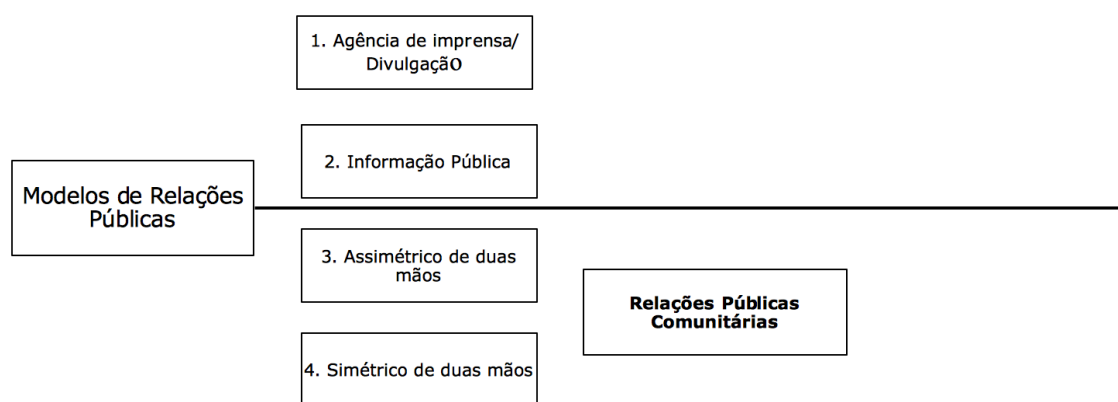 1. Agência de imprensa/
Divulgação
2. Informação Pública
Modelos de Relações
Públicas
3. Assimétrico de duas
mãos
Relações Públicas
Comunitárias
4. Simétrico de duas mãos